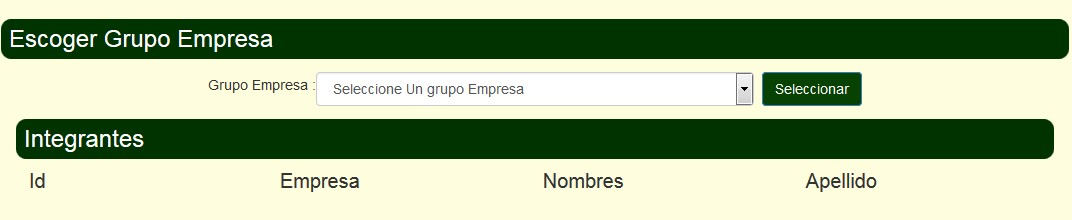 Escoger Grupo Empresa
Grupo Empresa : Seleccione Un grupo Empresa Seleccionar
Integrantes
Id Empresa Nombres Apellido